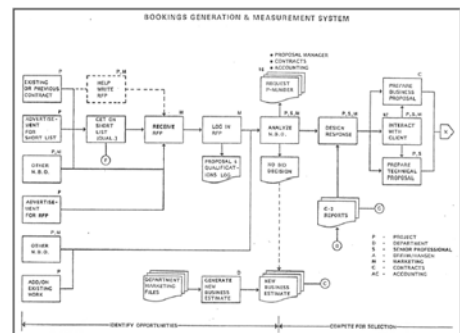 BOOKINGS GENERATION & MEASUREMENT SYSTEM
P
EXISTING
OR PREVIOUS
CONTRACT
P, M
HELP
WRITE
RFP
P
ADVERTISE-
MENT FOR
SHORT LIST
GET ON
SHORT
LIST
(QUAL.)
P, M
OTHER
N.B.O.
P
ADVERTISE-
MENT
FOR RFP
P, M
OTHER
N.B.O.
P
ADD/ON
EXISTING
WORK
M
RECEIVE
RFP
M
LOG IN
RFP
PROPOSAL &
QUALIFICAT-
IONS LOG
• PROPOSAL MANAGER
• CONTRACTS
• ACCOUNTING
REQUEST
P-NUMBER
P, S, M
ANALYZE
N.B.O.
NO BID
DECISION
P, S, M
DESIGN
RESPONSE
C
PREPARE
BUSINESS
PROPOSAL
INTERACT
WITH
CLIENT
P, S
PREPARE
TECHNICAL
PROPOSAL
REPORTS
DEPARTMENT
MARKETING
FILES
D
GENERATE
NEW
BUSINESS
ESTIMATE
NEW
BUSINESS
ESTIMATE
P - PROJECT
D - DEPARTMENT
S - SENIOR PROFESSIONAL
M - MARKETING
C - CONTRACTS
AC - ACCOUNTING
IDENTIFY OPPORTUNITIES
COMPETE FOR SELECTION